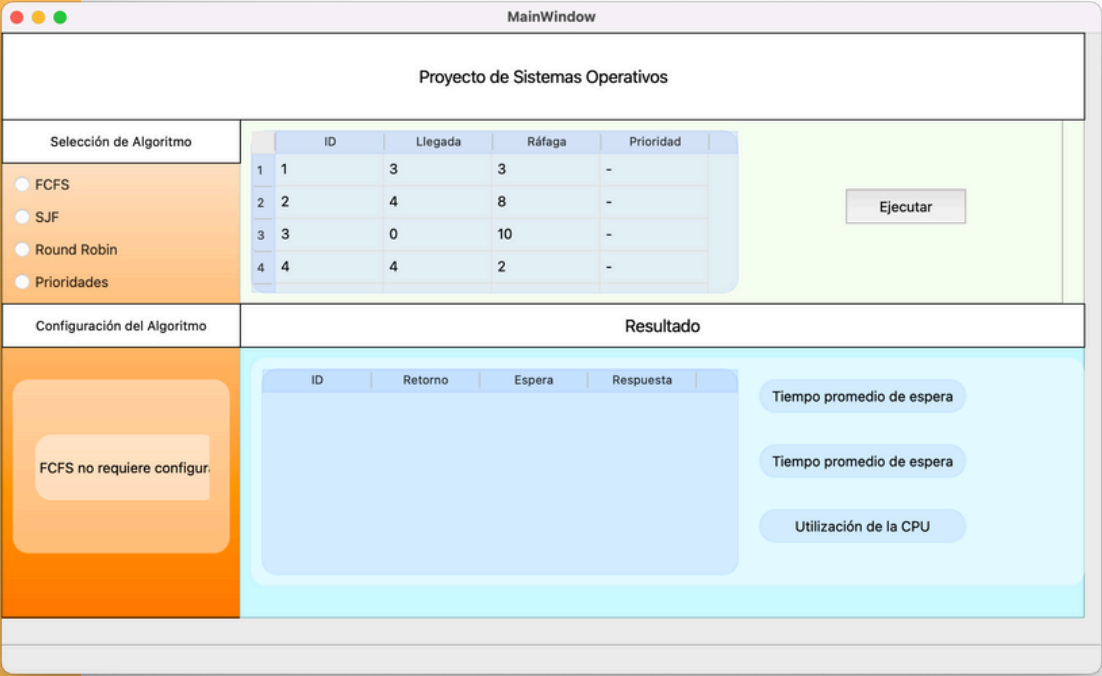 MainWindow
Proyecto de Sistemas Operativos
Selección de Algoritmo
FCFS
SJF
Round Robin
Prioridades
ID Llegada Ráfaga Prioridad
1 1 3 3 -
2 2 4 8 -
3 3 0 10 -
4 4 4 2 -
Ejecutar
Configuración del Algoritmo
FCFS no requiere configur
Resultado
ID Retorno Espera Respuesta
Tiempo promedio de espera
Tiempo promedio de espera
Utilización de la CPU